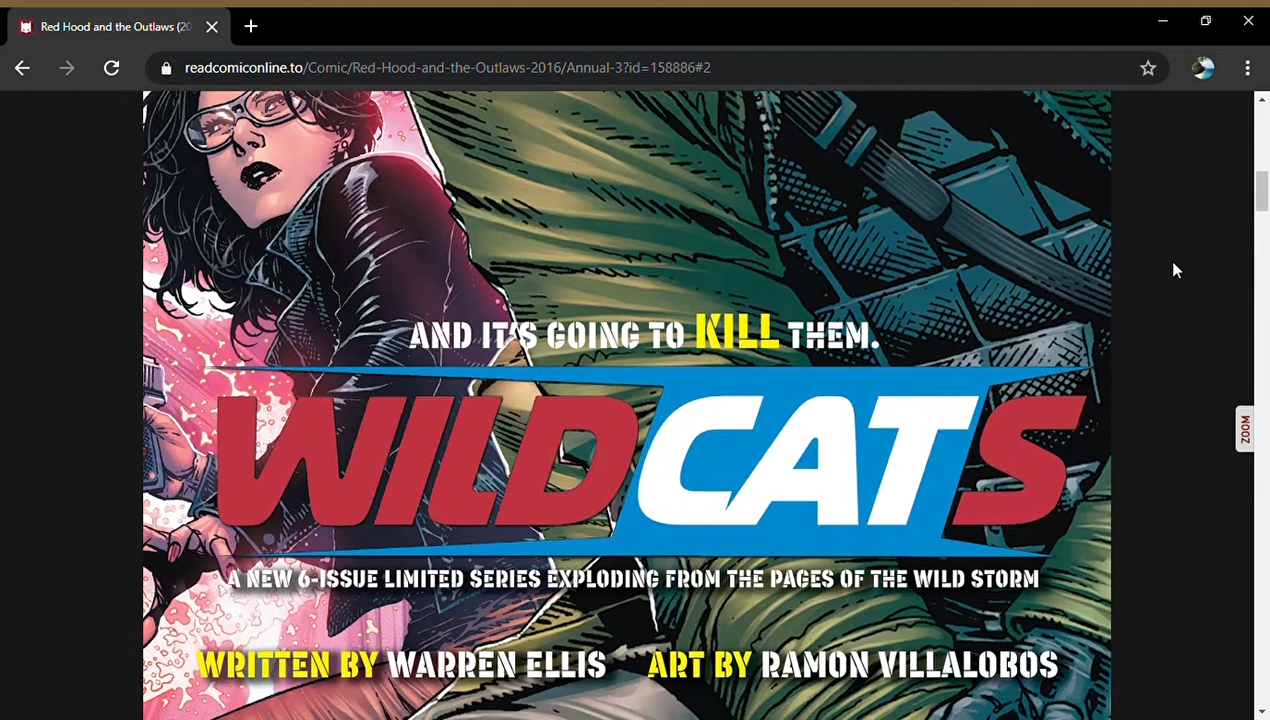 Red Hood and the Outlaws (20
readcomiconline.to/Comic/Red-Hood-and-the-Outlaws-2016/Annual-3?id=158886#2
AND IT'S GOING TO KILL THEM.
WILDCATS
A NEW 6-ISSUE LIMITED SERIES EXPLODING FROM THE PAGES OF THE WILD STORM
WRITTEN BY WARREN ELLIS ART BY RAMON VILLALOBOS
ZOOM